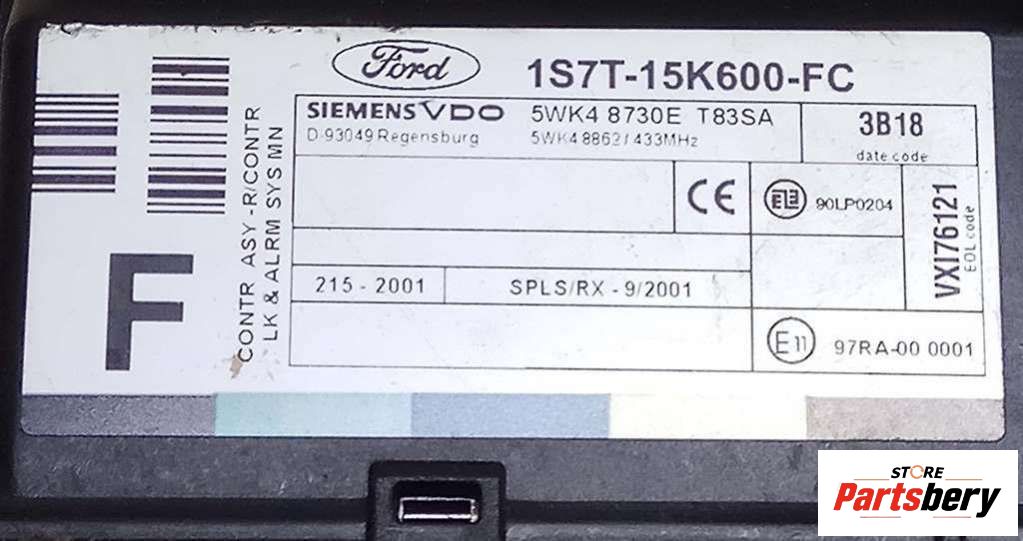 Ford
1S7T-15K600-FC
SIEMENS VDO
D-93049 Regensburg
5WK4 8730E T83SA
5WK4 8862/433MHz
3B18
date code
CE
90LP0204
VXI76121
EOL code
215 - 2001
SPLS/RX - 9/2001
E11
97RA-00 0001
CONTR ASY -R/CONTR
LK & ALRM SYS MN
F
STORE
Partsbery